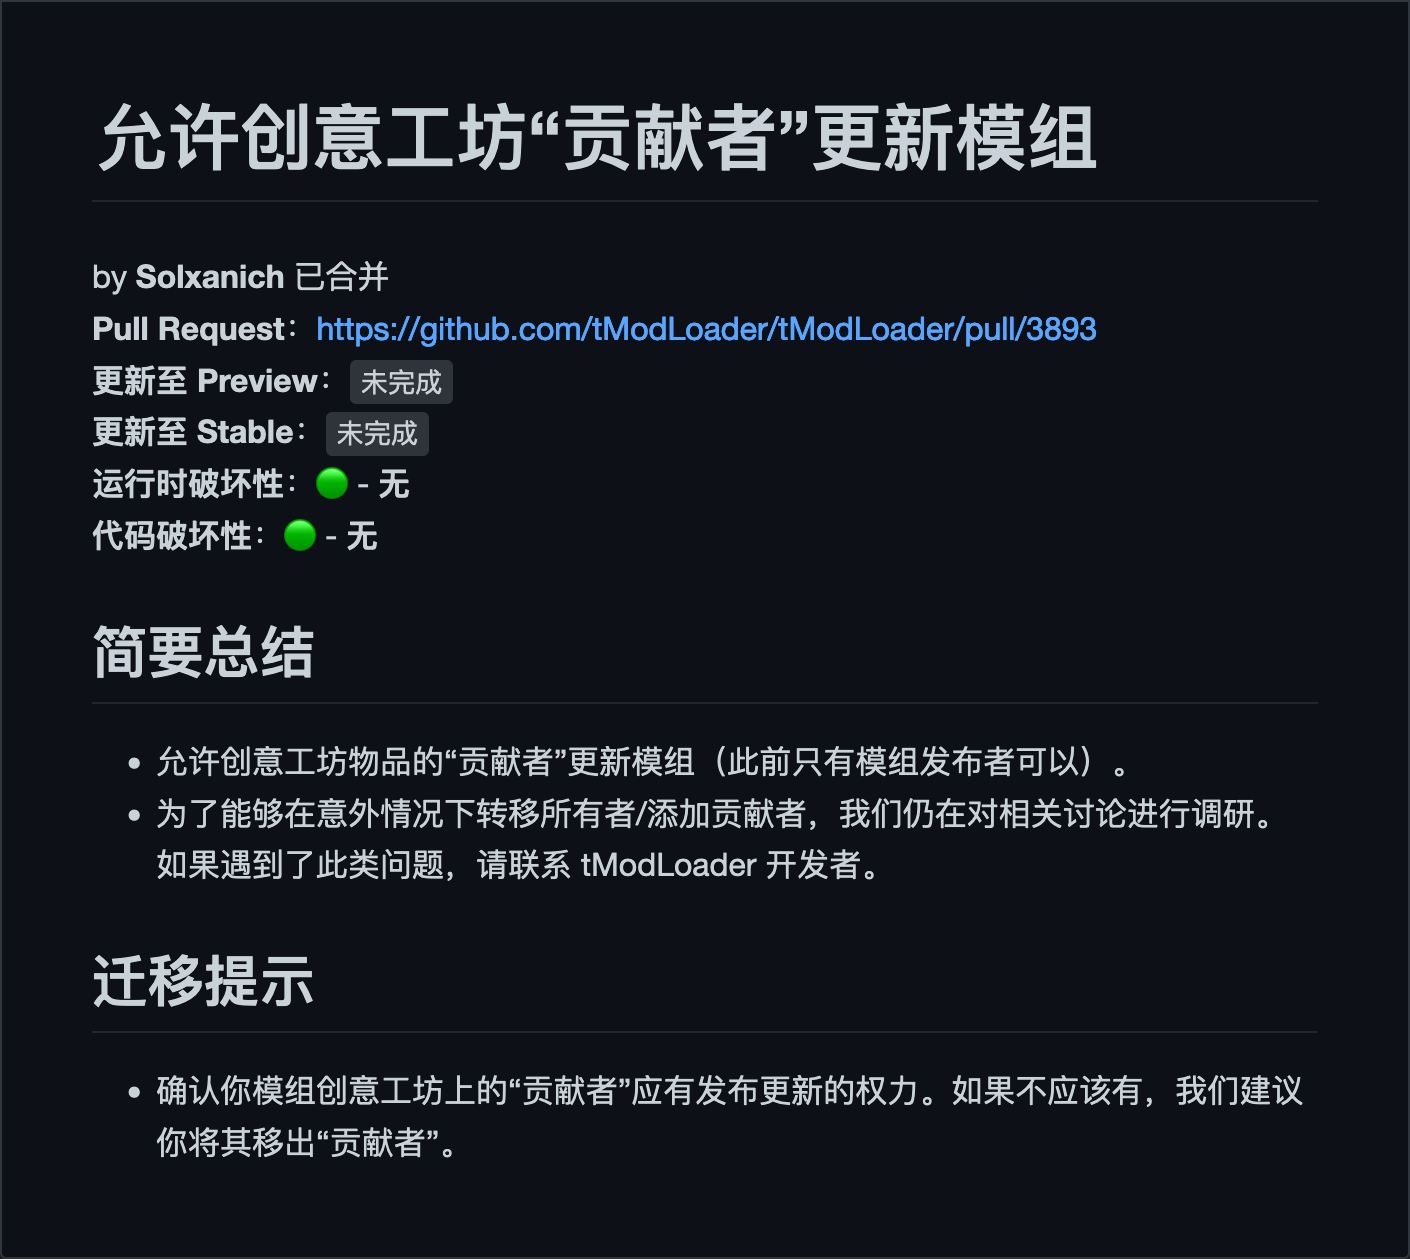 允许创意工坊“贡献者”更新模组
by Solxanich 已合并
Pull Request：https://github.com/tModLoader/tModLoader/pull/3893
更新至 Preview：未完成
更新至 Stable：未完成
运行时破坏性：🟢 - 无
代码破坏性：🟢 - 无
简要总结
• 允许创意工坊物品的“贡献者”更新模组（此前只有模组发布者可以）。
• 为了能够在意外情况下转移所有者/添加贡献者，我们仍在对相关讨论进行调研。
如果遇到了此类问题，请联系 tModLoader 开发者。
迁移提示
• 确认你模组创意工坊上的“贡献者”应有发布更新的权力。如果不应该有，我们建议
你将其移出“贡献者”。